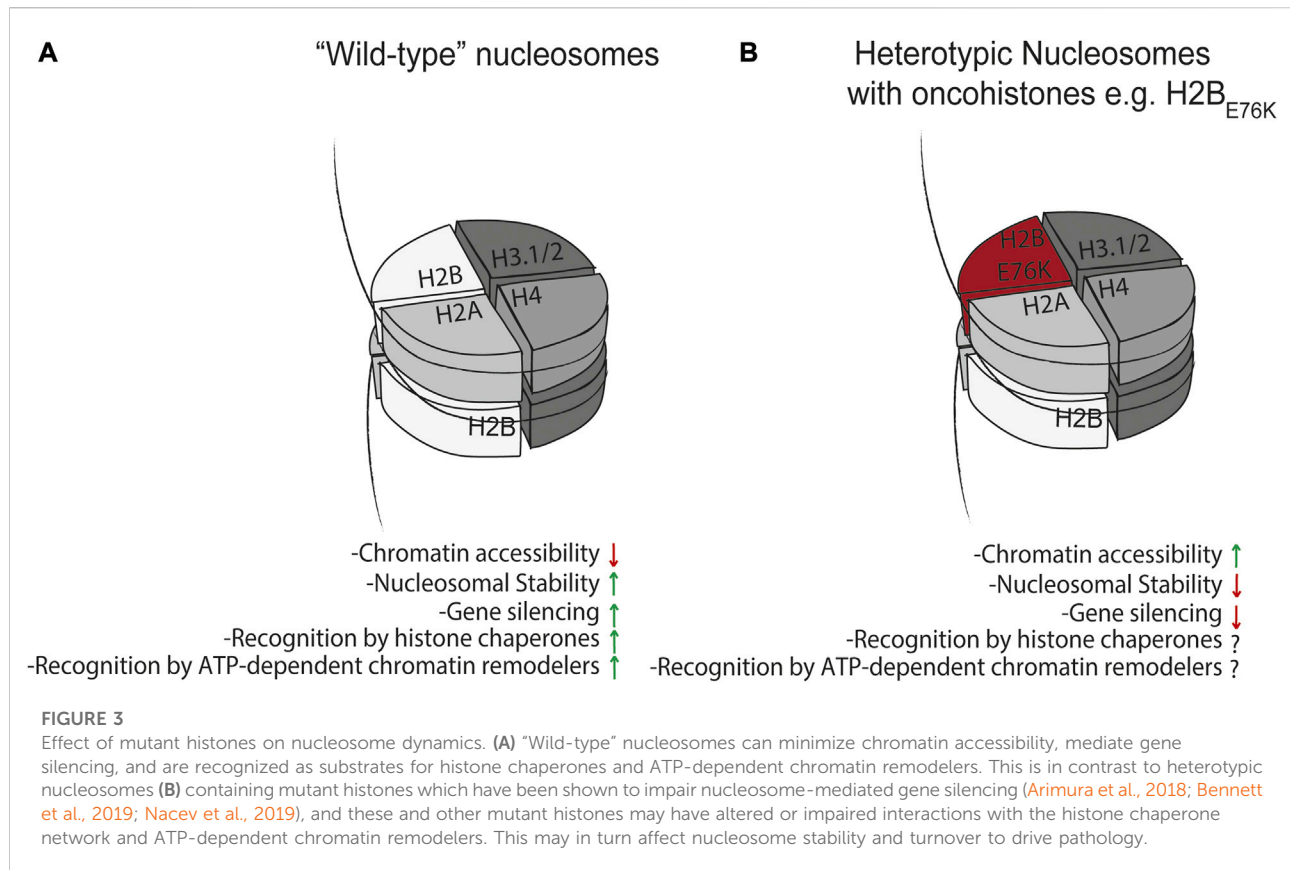 A
"Wild-type" nucleosomes
H2B
H3.1/2
H2A
H4
H2B
-Chromatin accessibility ↓
-Nucleosomal Stability ↑
-Gene silencing ↑
-Recognition by histone chaperones ↑
-Recognition by ATP-dependent chromatin remodelers ↑
B
Heterotypic Nucleosomes
with oncohistones e.g. H2B E76K
H2B
E76K
H3.1/2
H2A
H4
H2B
-Chromatin accessibility ↑
-Nucleosomal Stability ↓
-Gene silencing ↓
-Recognition by histone chaperones ?
-Recognition by ATP-dependent chromatin remodelers ?
FIGURE 3
Effect of mutant histones on nucleosome dynamics. (A) "Wild-type" nucleosomes can minimize chromatin accessibility, mediate gene
silencing, and are recognized as substrates for histone chaperones and ATP-dependent chromatin remodelers. This is in contrast to heterotypic
nucleosomes (B) containing mutant histones which have been shown to impair nucleosome-mediated gene silencing (Arimura et al., 2018; Bennett
et al., 2019; Nacev et al., 2019), and these and other mutant histones may have altered or impaired interactions with the histone chaperone
network and ATP-dependent chromatin remodelers. This may in turn affect nucleosome stability and turnover to drive pathology.